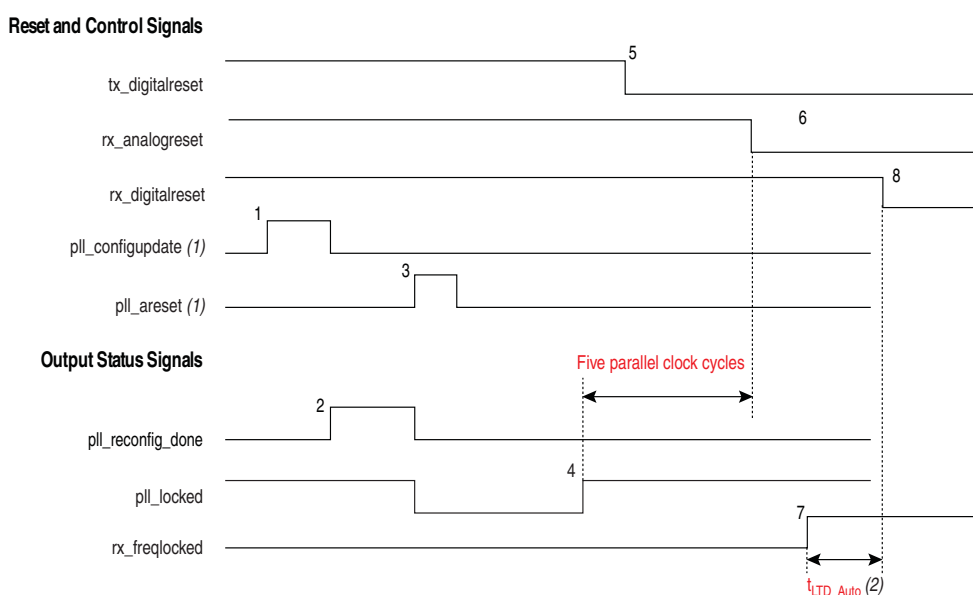 Reset and Control Signals
5
tx_digitalreset
6
rx_analogreset
8
rx_digitalreset
1
pll_configupdate (1)
3
pll_areset (1)
Output Status Signals
Five parallel clock cycles
2
pll_reconfig_done
4
pll_locked
7
rx_freqlocked
tLTD_Auto (2)